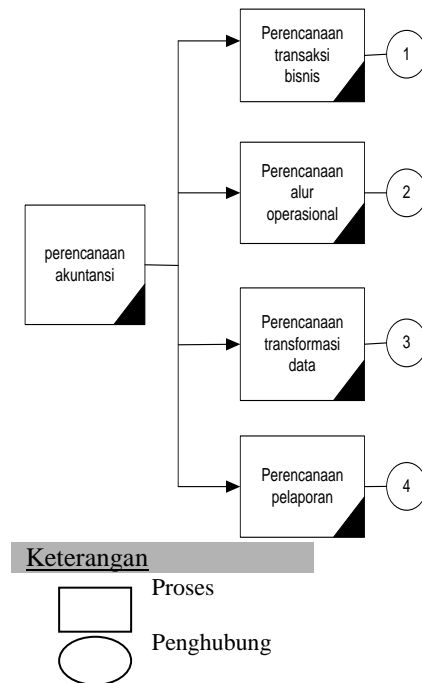 Perencanaan
transaksi
bisnis
1
Perencanaan
alur
operasional
2
perencanaan
akuntansi
Perencanaan
transformasi
data
3
Perencanaan
pelaporan
4
Keterangan
Proses
Penghubung